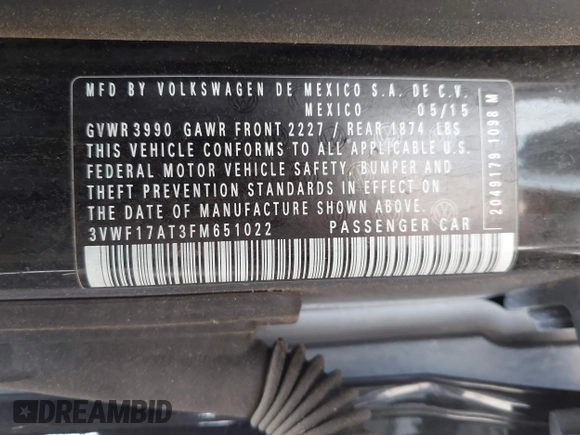 MFD BY VOLKSWAGEN DE MEXICO S.A. DE C.V.
MEXICO 05/15
GVWR 3990 GAWR FRONT 2227 REAR 1874 LBS
THIS VEHICLE CONFORMS TO ALL APPLICABLE U.S.
FEDERAL MOTOR VEHICLE SAFETY, BUMPER AND
THEFT PREVENTION STANDARDS IN EFFECT ON
THE DATE OF MANUFACTURE SHOWN ABOVE.
3VWF17AT3FM651022 PASSENGER CAR
2049179 1098 M
DREAMBID